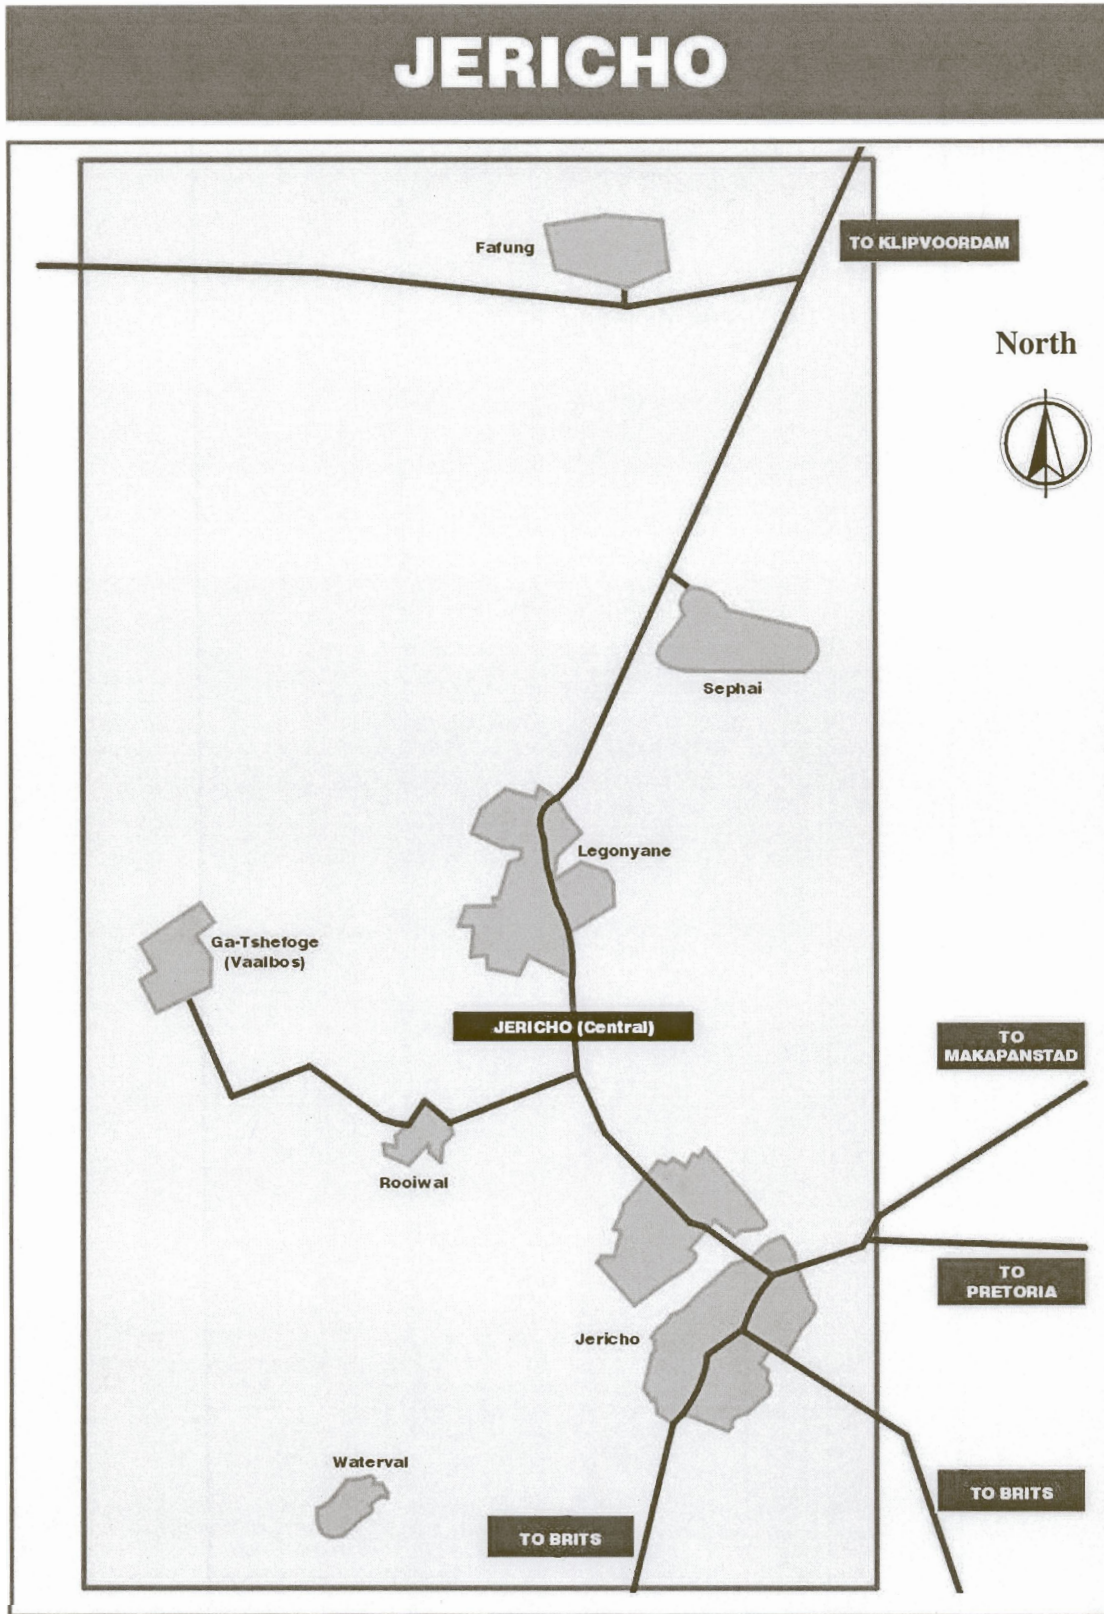 JERICHO
Fafung
TO KLIPVOORDAM
North
Sephai
Legonyane
Ga-Tshefoge
(Vaalbos)
JERICHO (Central)
TO
MAKAPANSTAD
Rooiwal
TO
PRETORIA
Jericho
Waterval
TO BRITS
TO BRITS